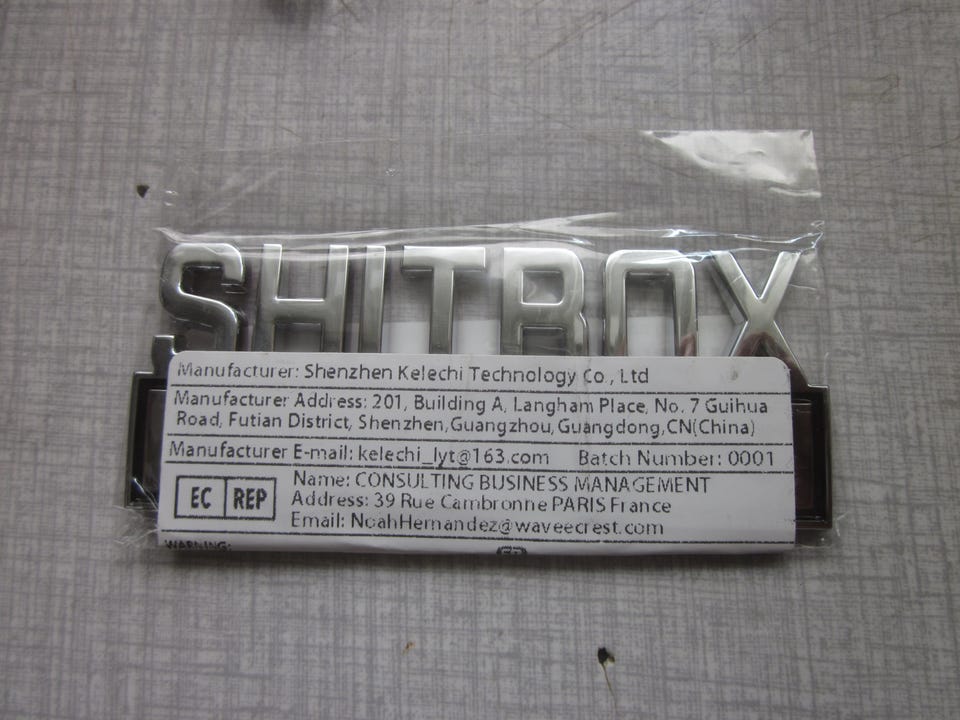 SHITBOX
Manufacturer: Shenzhen Kelechi Technology Co., Ltd
Manufacturer Address: 201, Building A, Langham Place, No. 7 Guihua
Road, Futian District, Shenzhen,Guangzhou,Guangdong,CN(China)
Manufacturer E-mail: kelechi_lyt@163.com Batch Number: 0001
EC REP
Name: CONSULTING BUSINESS MANAGEMENT
Address: 39 Rue Cambronne PARIS France
Email: NoahHernandez@waveecrest.com
WARNING: